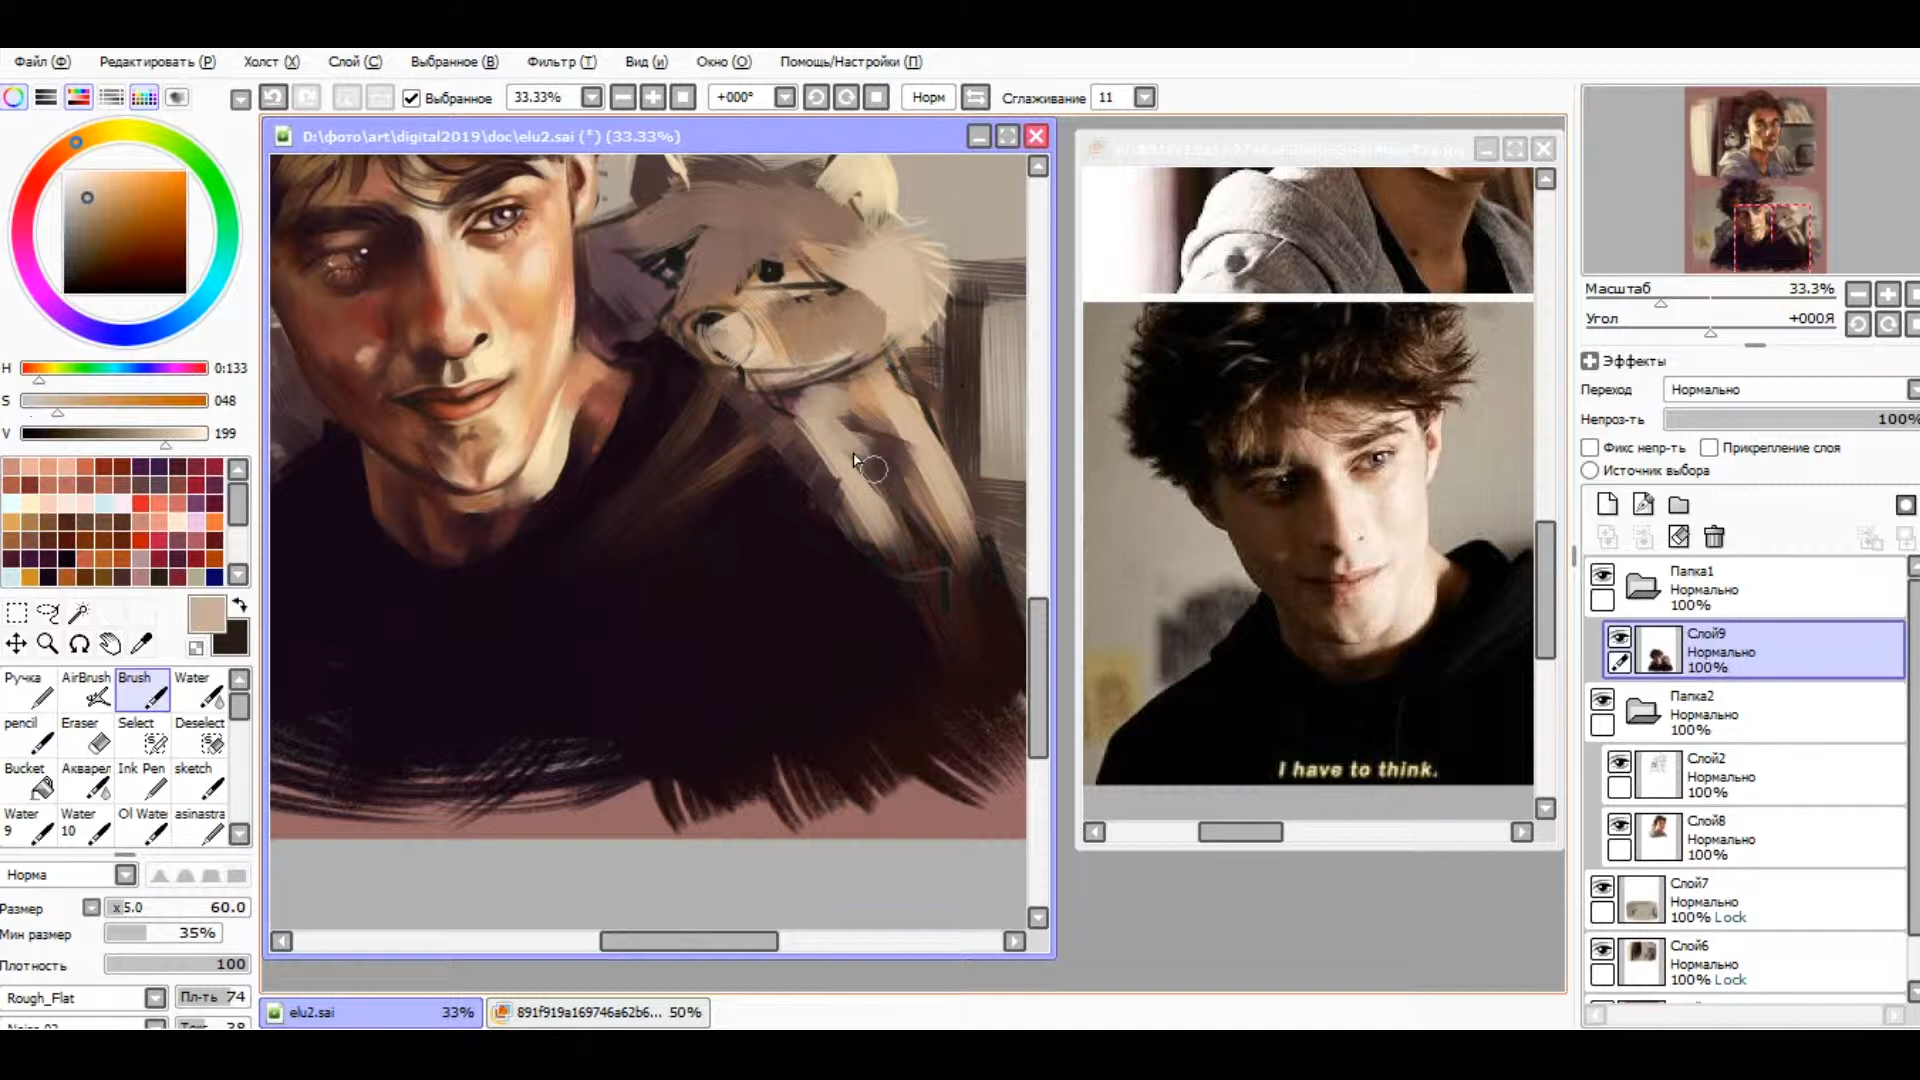 Файл (Ф) Редактировать (Р) Холст (Х) Слой (С) Выбранное (В) Фильтр (Т) Вид (и) Окно (О) Помощь/Настройки (П)
Выбранное 33.33% +000° Норм Сглаживание 11
D:\фото\art\digital2019\doc\elu2.sai (*) (33.33%)
Масштаб 33.3%
Угол +000Я
Эффекты
Переход Нормально
Непроз-ть 100%
Фикс непр-ть Прикрепление слоя
Источник выбора
H 0:133
S 048
V 199
Папка1
Нормально
100%
Слой9
Нормально
100%
Папка2
Нормально
100%
Слой2
Нормально
100%
Слой8
Нормально
100%
Слой7
Нормально
100% Lock
Слой6
Нормально
100% Lock
Ручка AirBrush Brush Water
pencil Eraser Select Deselect
Bucket Акварел Ink Pen sketch
Water 9 Water 10 Ol Wate asinastra
Норма
Размер x5.0 60.0
Мин размер 35%
Плотность 100
Rough_Flat Пл-ть 74
I have to think.
elu2.sai 33% 891f919a169746a62b6... 50%